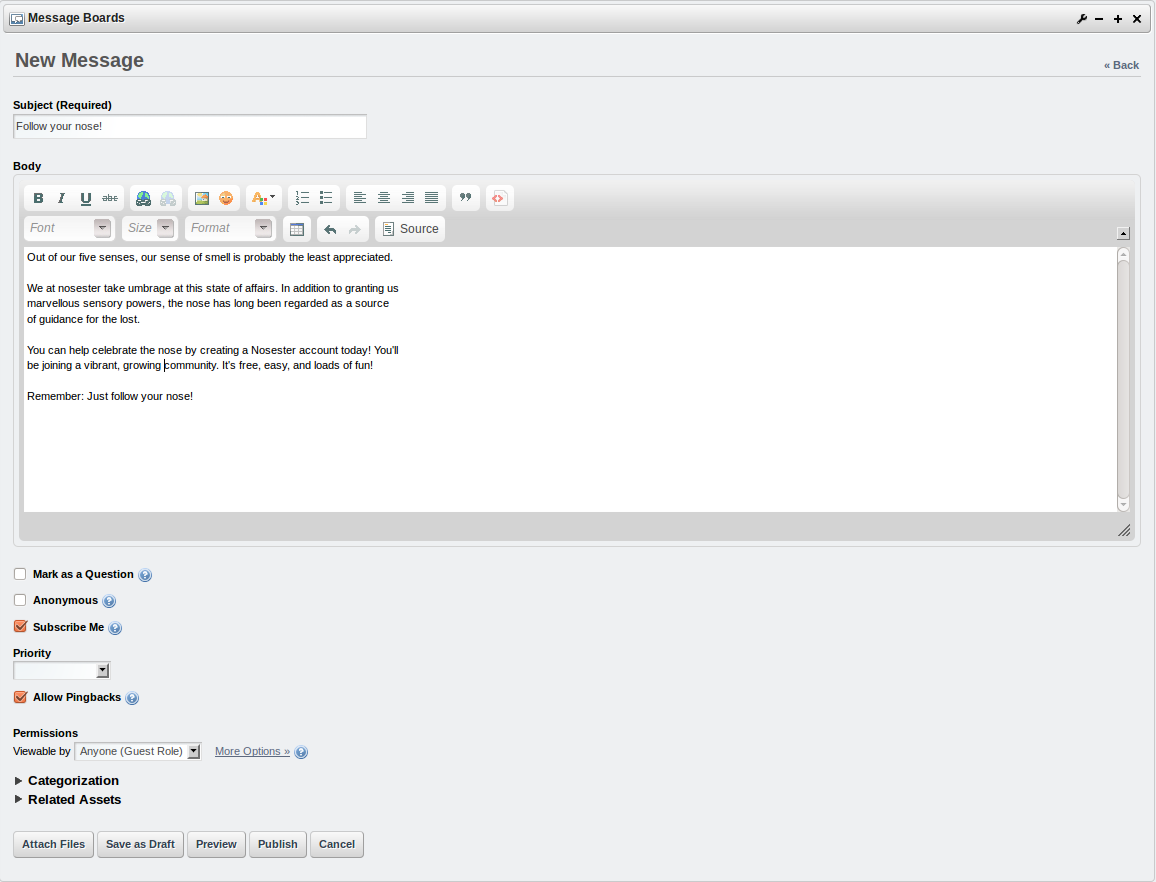 Message Boards
New Message
« Back
Subject (Required)
Follow your nose!
Body
B I U abc
Font Size Format Source
Out of our five senses, our sense of smell is probably the least appreciated.
We at nosester take umbrage at this state of affairs. In addition to granting us
marvellous sensory powers, the nose has long been regarded as a source
of guidance for the lost.
You can help celebrate the nose by creating a Nosester account today! You'll
be joining a vibrant, growing community. It's free, easy, and loads of fun!
Remember: Just follow your nose!
Mark as a Question
Anonymous
Subscribe Me
Priority
Allow Pingbacks
Permissions
Viewable by Anyone (Guest Role) More Options »
Categorization
Related Assets
Attach Files Save as Draft Preview Publish Cancel